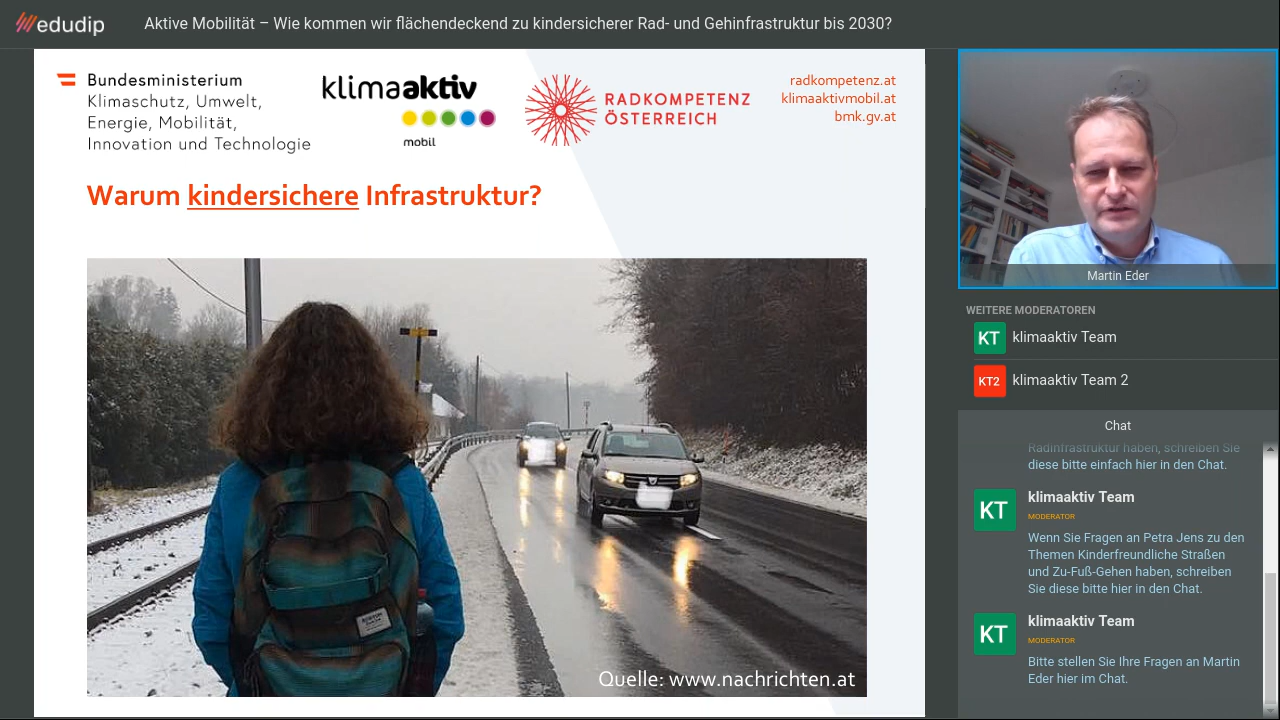 edudip
Aktive Mobilität – Wie kommen wir flächendeckend zu kindersicherer Rad- und Gehinfrastruktur bis 2030?
Bundesministerium
Klimaschutz, Umwelt,
Energie, Mobilität,
Innovation und Technologie
klimaaktiv
mobil
RADKOMPETENZ
ÖSTERREICH
radkompetenz.at
klimaaktivmobil.at
bmk.gv.at
Warum kindersichere Infrastruktur?
BURTON
Quelle: www.nachrichten.at
Martin Eder
WEITERE MODERATOREN
KT klimaaktiv Team
KT2 klimaaktiv Team 2
Chat
Radinfrastruktur haben, schreiben Sie
diese bitte einfach hier in den Chat.
KT klimaaktiv Team
MODERATOR
Wenn Sie Fragen an Petra Jens zu den
Themen Kinderfreundliche Straßen
und Zu-Fuß-Gehen haben, schreiben
Sie diese bitte hier in den Chat.
KT klimaaktiv Team
MODERATOR
Bitte stellen Sie Ihre Fragen an Martin
Eder hier im Chat.